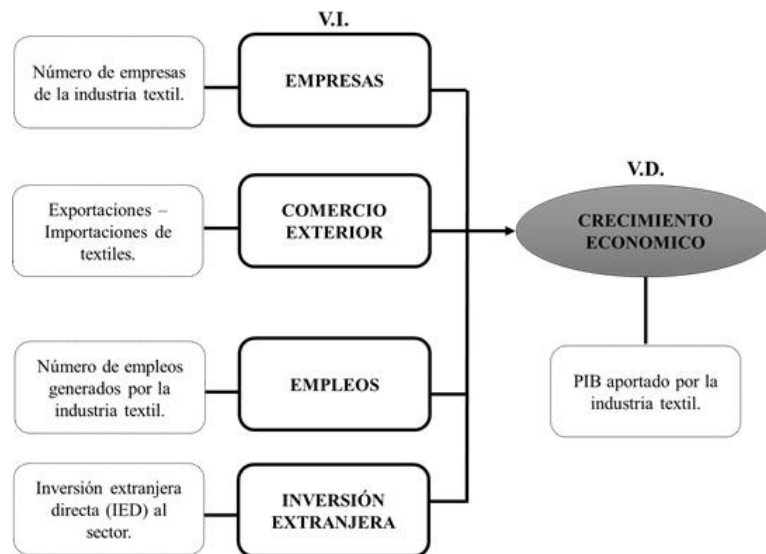 V.I.
Número de empresas
de la industria textil.
EMPRESAS
Exportaciones –
Importaciones de
textiles.
COMERCIO
EXTERIOR
Número de empleos
generados por la
industria textil.
EMPLEOS
Inversión extranjera
directa (IED) al
sector.
INVERSIÓN
EXTRANJERA
V.D.
CRECIMIENTO
ECONOMICO
PIB aportado por la
industria textil.